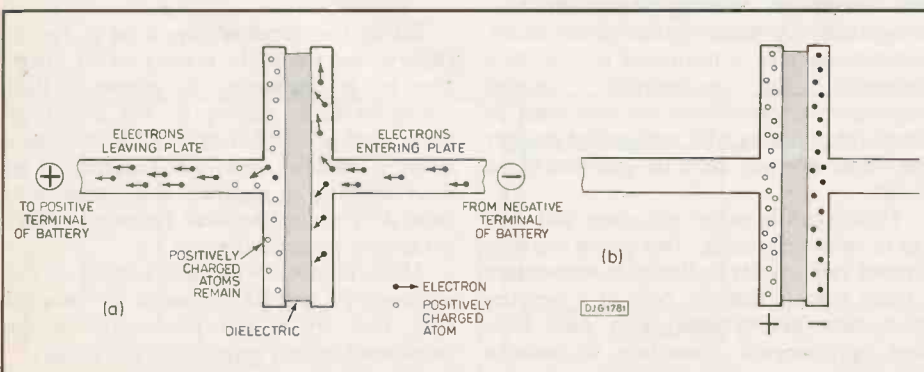 ELECTRONS
LEAVING PLATE
ELECTRONS
ENTERING PLATE
+
TO POSITIVE
TERMINAL
OF BATTERY
−
FROM NEGATIVE
TERMINAL
OF BATTERY
POSITIVELY
CHARGED
ATOMS
REMAIN
(a)
DIELECTRIC
ELECTRON
POSITIVELY
CHARGED
ATOM
(b)
DJG1781
+ −